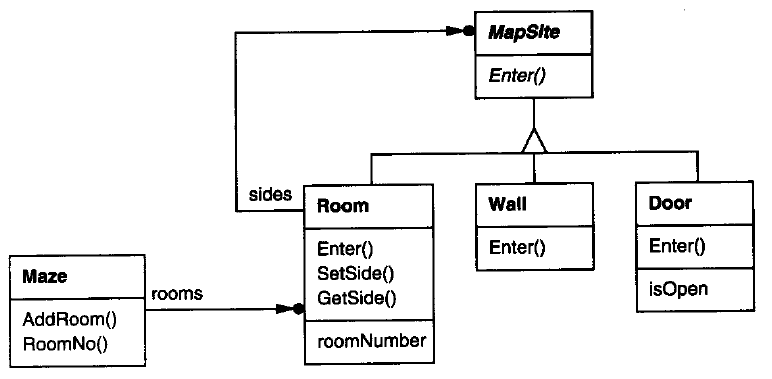 MapSite
Enter()
sides
Room
Enter()
SetSide()
GetSide()
roomNumber
Wall
Enter()
Door
Enter()
isOpen
Maze
AddRoom()
RoomNo()
rooms